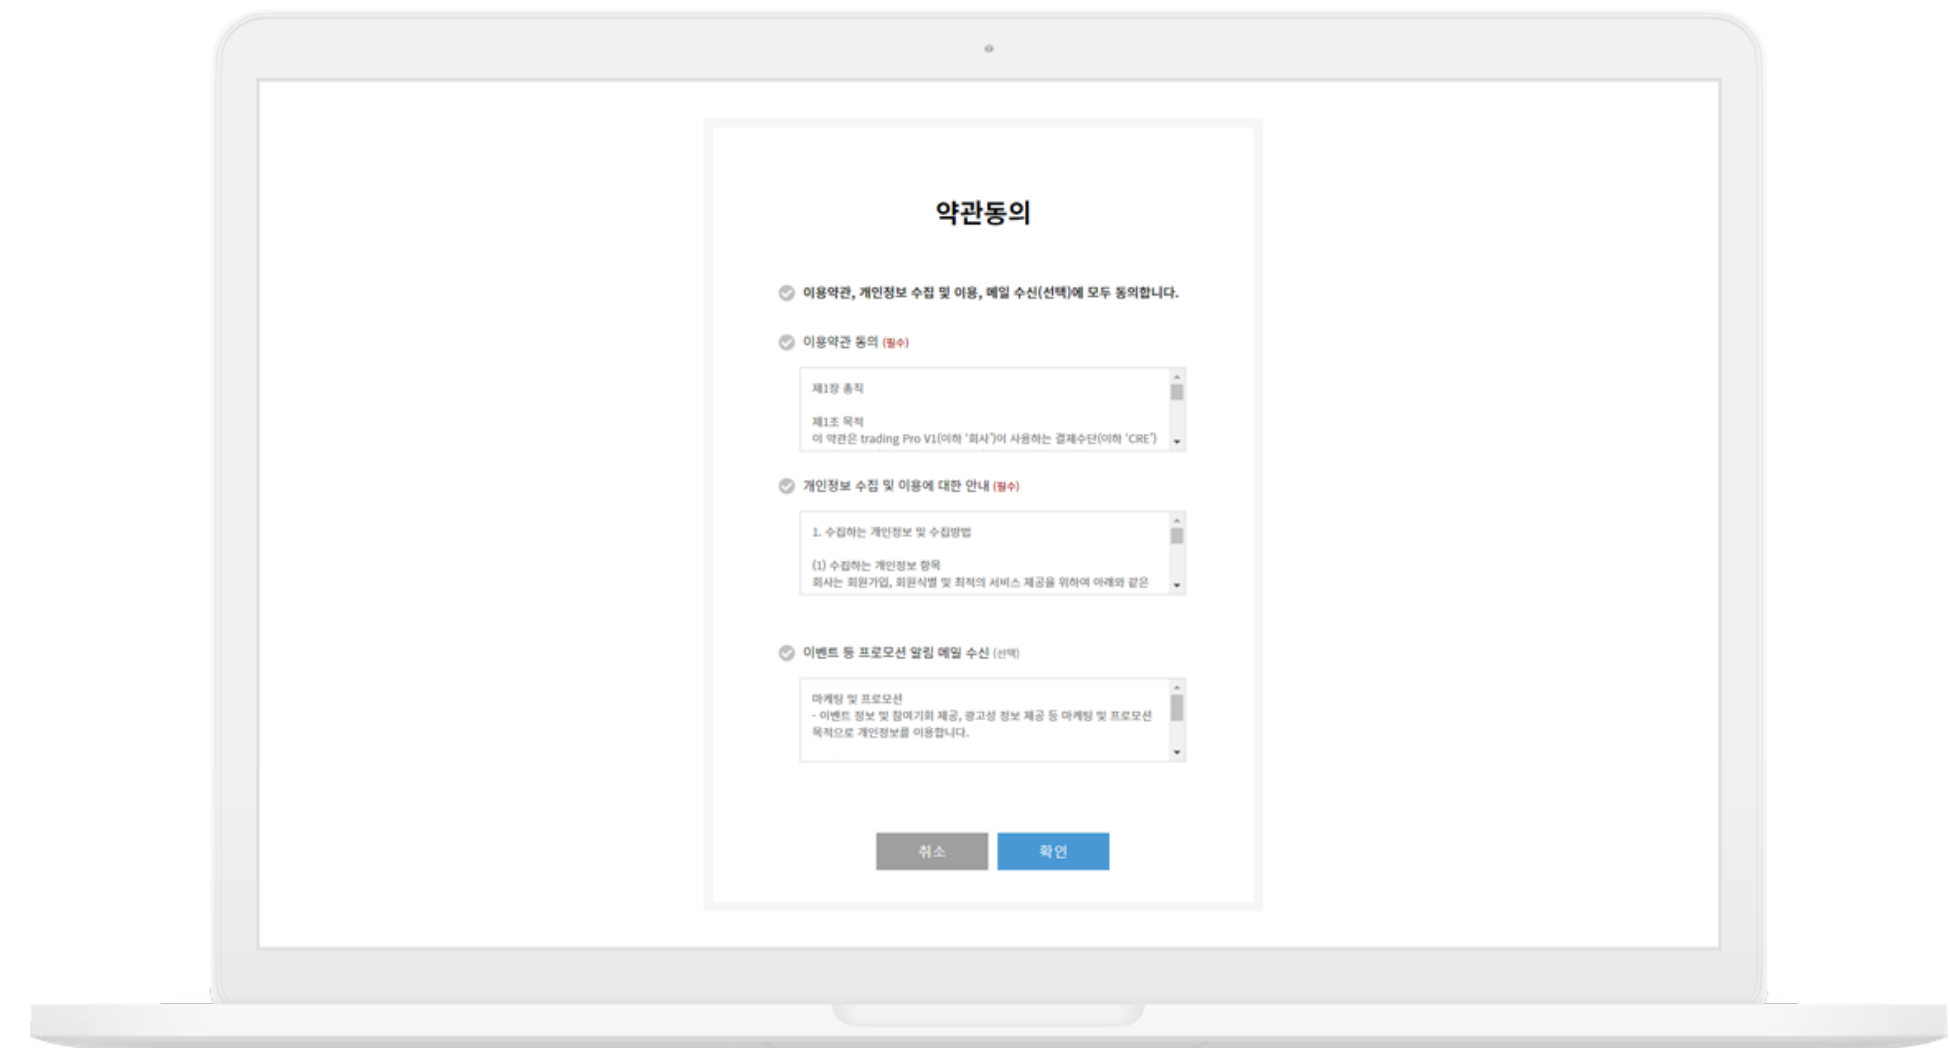 약관동의
이용약관, 개인정보 수집 및 이용, 메일 수신(선택)에 모두 동의합니다.
이용약관 동의 (필수)
제1장 총칙
제1조 목적
이 약관은 trading Pro V1(이하 '회사')이 사용하는 결제수단(이하 'CRE')
개인정보 수집 및 이용에 대한 안내 (필수)
1. 수집하는 개인정보 및 수집방법
(1) 수집하는 개인정보 항목
회사는 회원가입, 회원식별 및 최적의 서비스 제공을 위하여 아래와 같은
이벤트 등 프로모션 알림 메일 수신 (선택)
마케팅 및 프로모션
- 이벤트 정보 및 참여기회 제공, 광고성 정보 제공 등 마케팅 및 프로모션
목적으로 개인정보를 이용합니다.
취소 확인